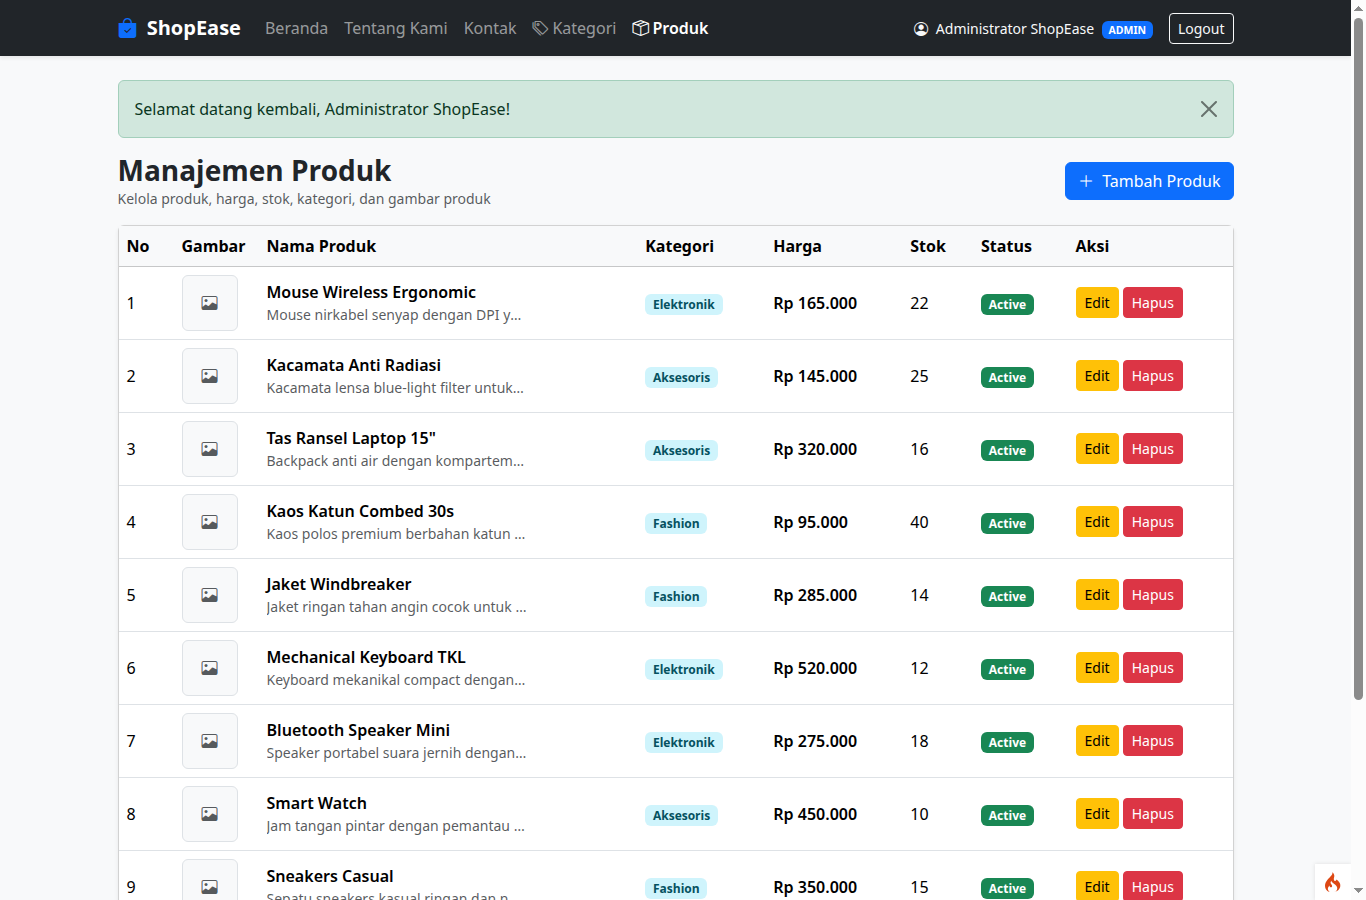 ShopEase Beranda Tentang Kami Kontak Kategori Produk Administrator ShopEase ADMIN Logout
Selamat datang kembali, Administrator ShopEase!
Manajemen Produk
Kelola produk, harga, stok, kategori, dan gambar produk
+ Tambah Produk
No Gambar Nama Produk Kategori Harga Stok Status Aksi
1 Mouse Wireless Ergonomic Elektronik Rp 165.000 22 Active Edit Hapus
Mouse nirkabel senyap dengan DPI y...
2 Kacamata Anti Radiasi Aksesoris Rp 145.000 25 Active Edit Hapus
Kacamata lensa blue-light filter untuk...
3 Tas Ransel Laptop 15" Aksesoris Rp 320.000 16 Active Edit Hapus
Backpack anti air dengan kompartem...
4 Kaos Katun Combed 30s Fashion Rp 95.000 40 Active Edit Hapus
Kaos polos premium berbahan katun ...
5 Jaket Windbreaker Fashion Rp 285.000 14 Active Edit Hapus
Jaket ringan tahan angin cocok untuk ...
6 Mechanical Keyboard TKL Elektronik Rp 520.000 12 Active Edit Hapus
Keyboard mekanikal compact dengan...
7 Bluetooth Speaker Mini Elektronik Rp 275.000 18 Active Edit Hapus
Speaker portabel suara jernih dengan...
8 Smart Watch Aksesoris Rp 450.000 10 Active Edit Hapus
Jam tangan pintar dengan pemantau ...
9 Sneakers Casual Fashion Rp 350.000 15 Active Edit Hapus
Sepatu sneakers kasual ringan dan n...